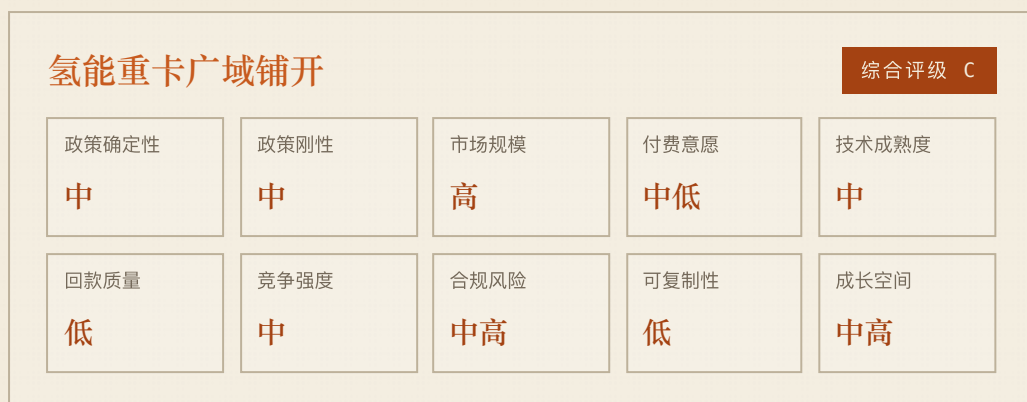 氢能重卡广域铺开
综合评级 C
政策确定性
中
政策刚性
中
市场规模
高
付费意愿
中低
技术成熟度
中
回款质量
低
竞争强度
中
合规风险
中高
可复制性
低
成长空间
中高